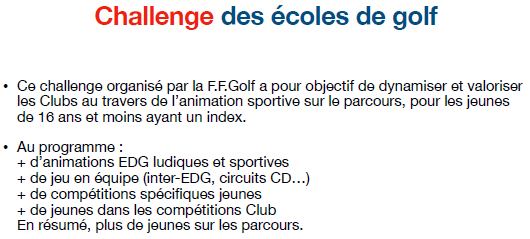 Challenge des écoles de golf
• Ce challenge organisé par la F.F.Golf a pour objectif de dynamiser et valoriser
les Clubs au travers de l'animation sportive sur le parcours, pour les jeunes
de 16 ans et moins ayant un index.
• Au programme :
+ d'animations EDG ludiques et sportives
+ de jeu en équipe (inter-EDG, circuits CD…)
+ de compétitions spécifiques jeunes
+ de jeunes dans les compétitions Club
En résumé, plus de jeunes sur les parcours.